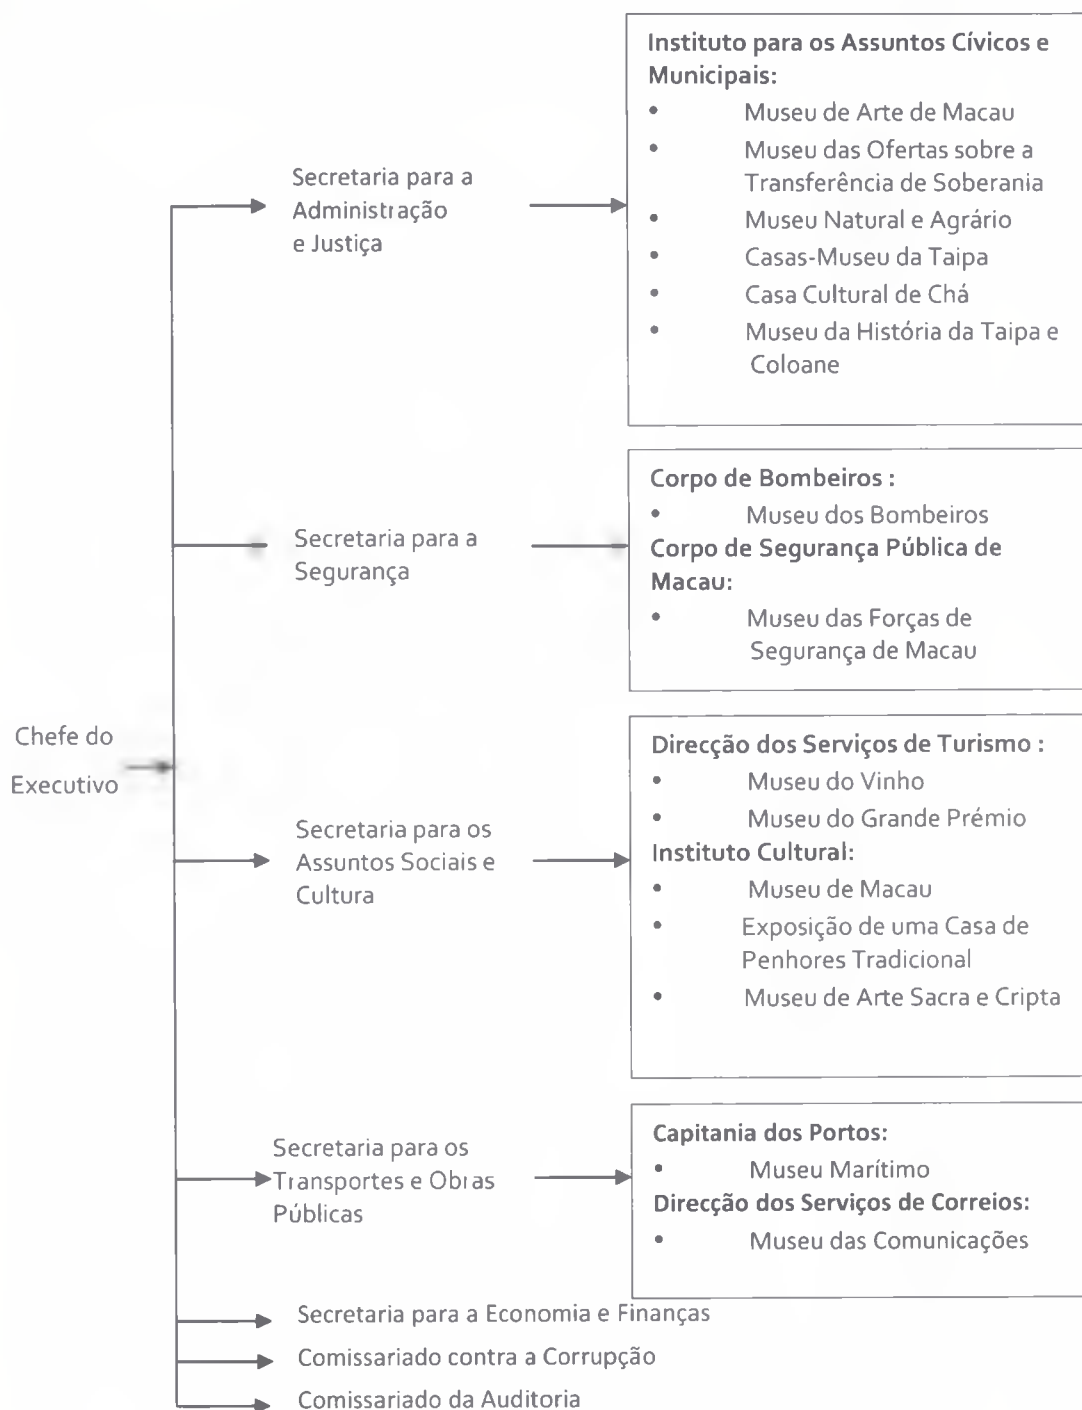 Chefe do
Executivo
Secretaria para a
Administração
e Justiça
Instituto para os Assuntos Cívicos e
Municipais:
• Museu de Arte de Macau
• Museu das Ofertas sobre a
Transferência de Soberania
• Museu Natural e Agrário
• Casas-Museu da Taipa
• Casa Cultural de Chá
• Museu da História da Taipa e
Coloane
Secretaria para a
Segurança
Corpo de Bombeiros :
• Museu dos Bombeiros
Corpo de Segurança Pública de
Macau:
• Museu das Forças de
Segurança de Macau
Secretaria para os
Assuntos Sociais e
Cultura
Direcção dos Serviços de Turismo :
• Museu do Vinho
• Museu do Grande Prémio
Instituto Cultural:
• Museu de Macau
• Exposição de uma Casa de
Penhores Tradicional
• Museu de Arte Sacra e Cripta
Secretaria para os
Transportes e Obras
Públicas
Capitania dos Portos:
• Museu Marítimo
Direcção dos Serviços de Correios:
• Museu das Comunicações
Secretaria para a Economia e Finanças
Comissariado contra a Corrupção
Comissariado da Auditoria